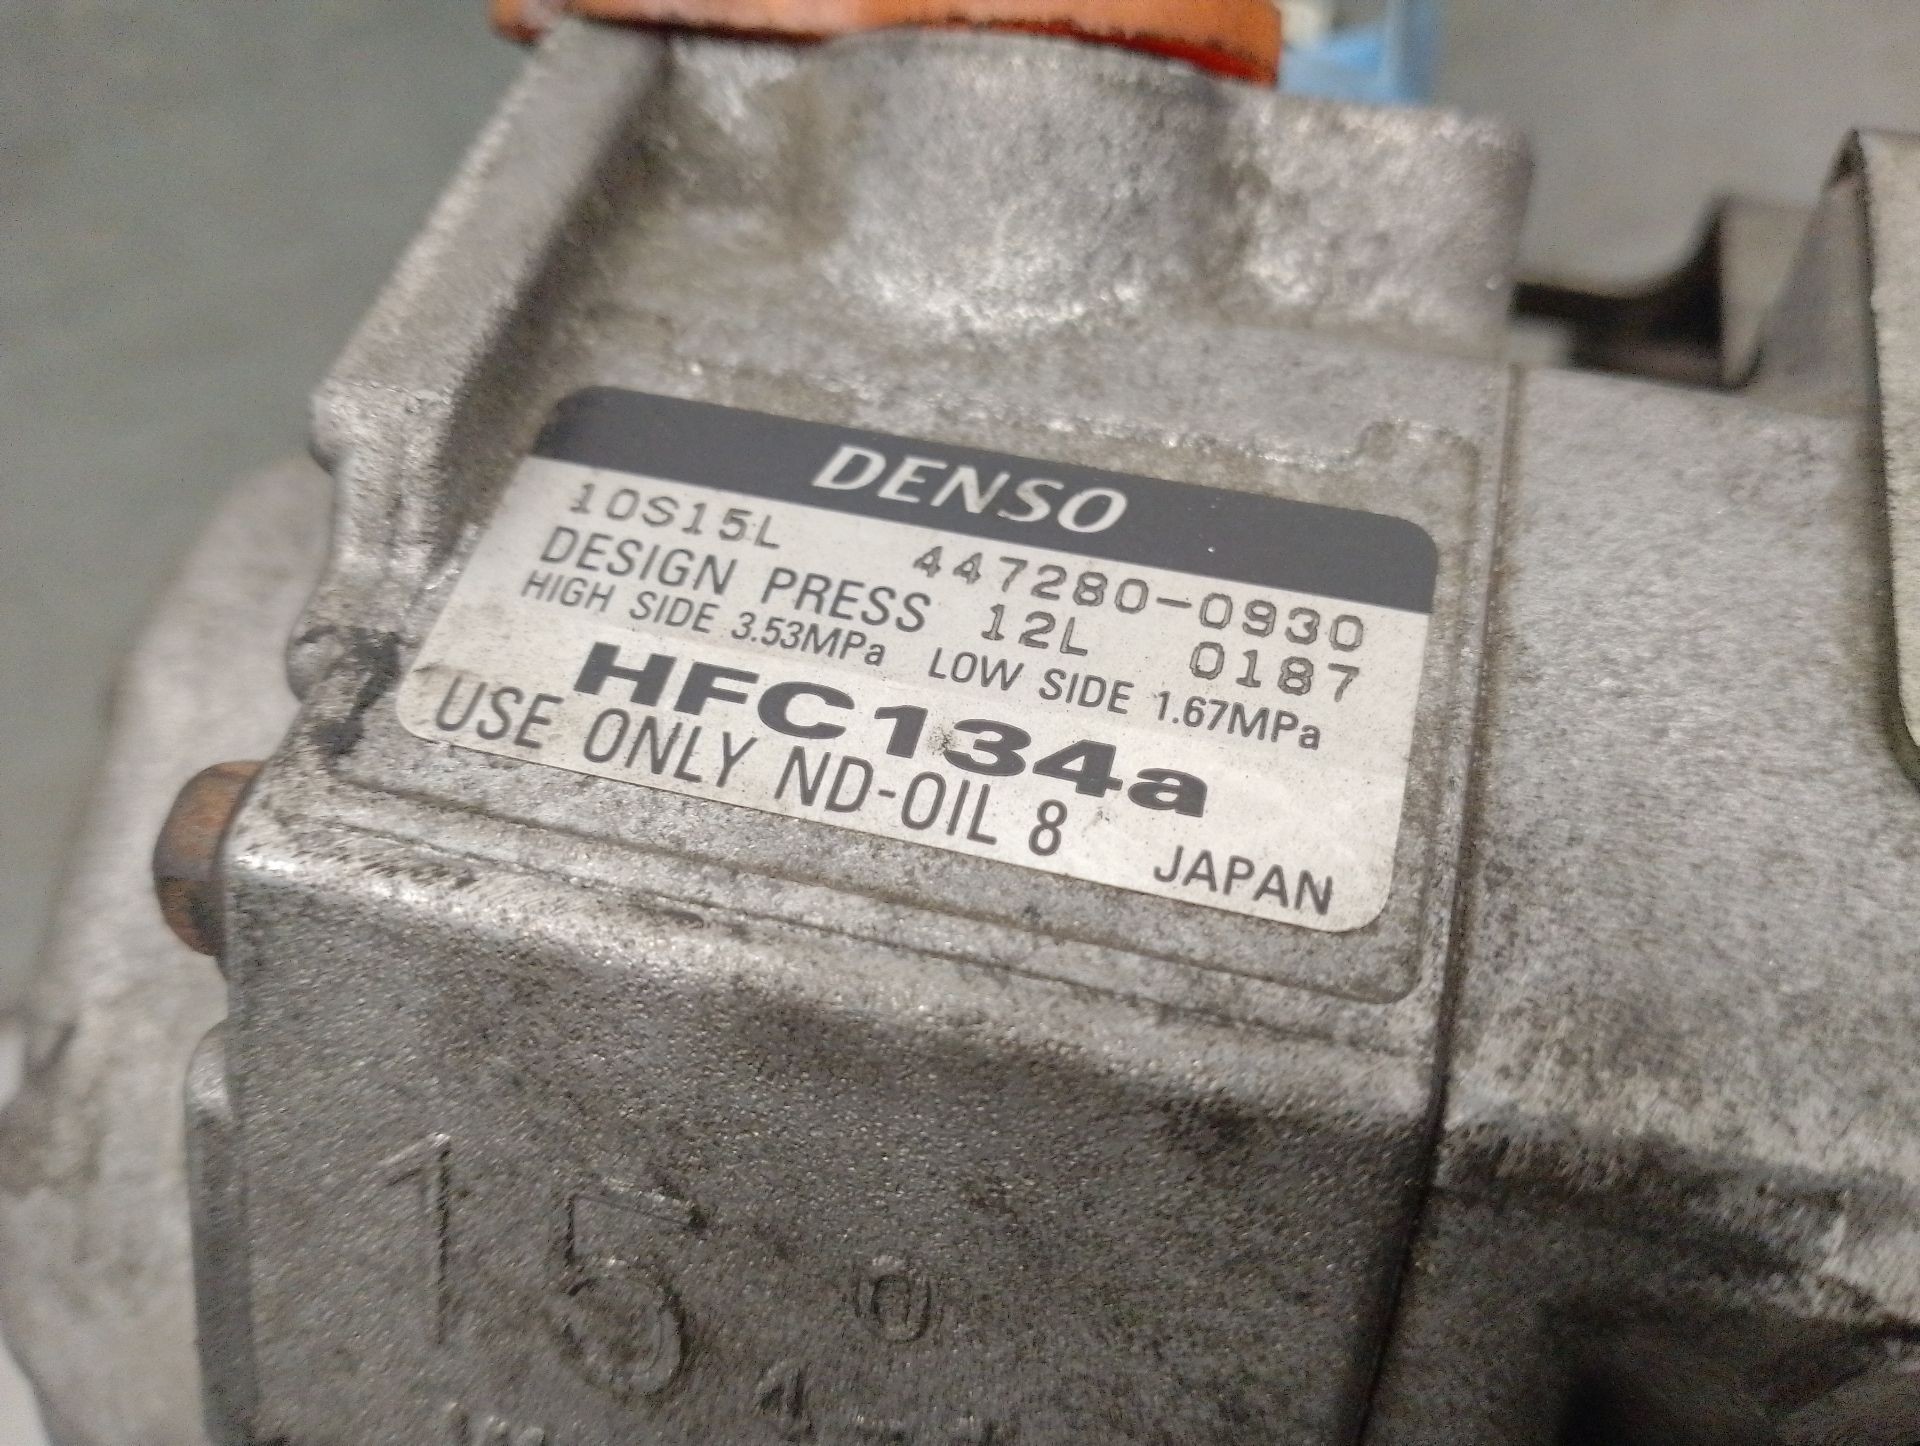 DENSO
10S15L 447280-0930
DESIGN PRESS 12L 0187
HIGH SIDE 3.53MPa LOW SIDE 1.67MPa
HFC134a
USE ONLY ND-OIL 8
JAPAN
15